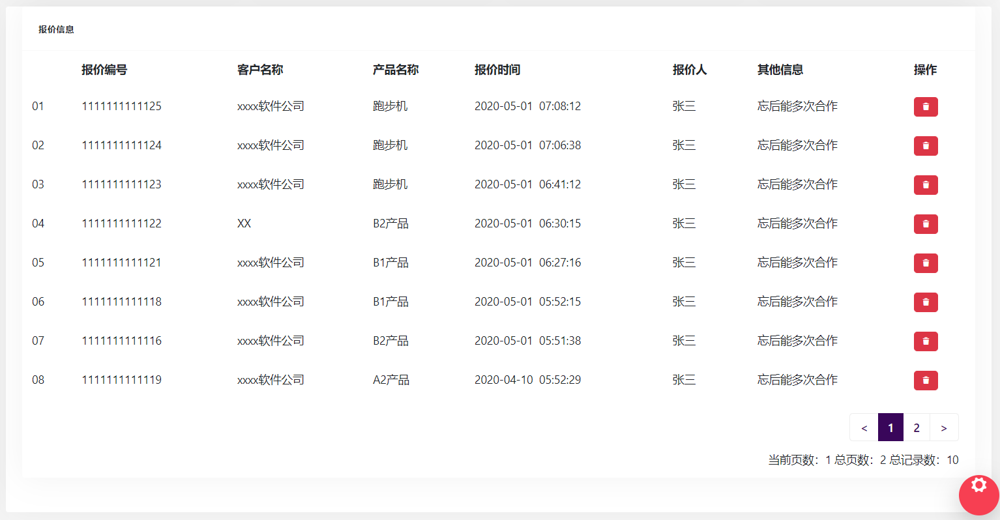 报价信息
报价编号 客户名称 产品名称 报价时间 报价人 其他信息 操作
01 1111111111125 xxxx软件公司 跑步机 2020-05-01 07:08:12 张三 忘后能多次合作
02 1111111111124 xxxx软件公司 跑步机 2020-05-01 07:06:38 张三 忘后能多次合作
03 1111111111123 xxxx软件公司 跑步机 2020-05-01 06:41:12 张三 忘后能多次合作
04 1111111111122 XX B2产品 2020-05-01 06:30:15 张三 忘后能多次合作
05 1111111111121 xxxx软件公司 B1产品 2020-05-01 06:27:16 张三 忘后能多次合作
06 1111111111118 xxxx软件公司 B1产品 2020-05-01 05:52:15 张三 忘后能多次合作
07 1111111111116 xxxx软件公司 B2产品 2020-05-01 05:51:38 张三 忘后能多次合作
08 1111111111119 xxxx软件公司 A2产品 2020-04-10 05:52:29 张三 忘后能多次合作
< 1 2 >
当前页数：1 总页数：2 总记录数：10